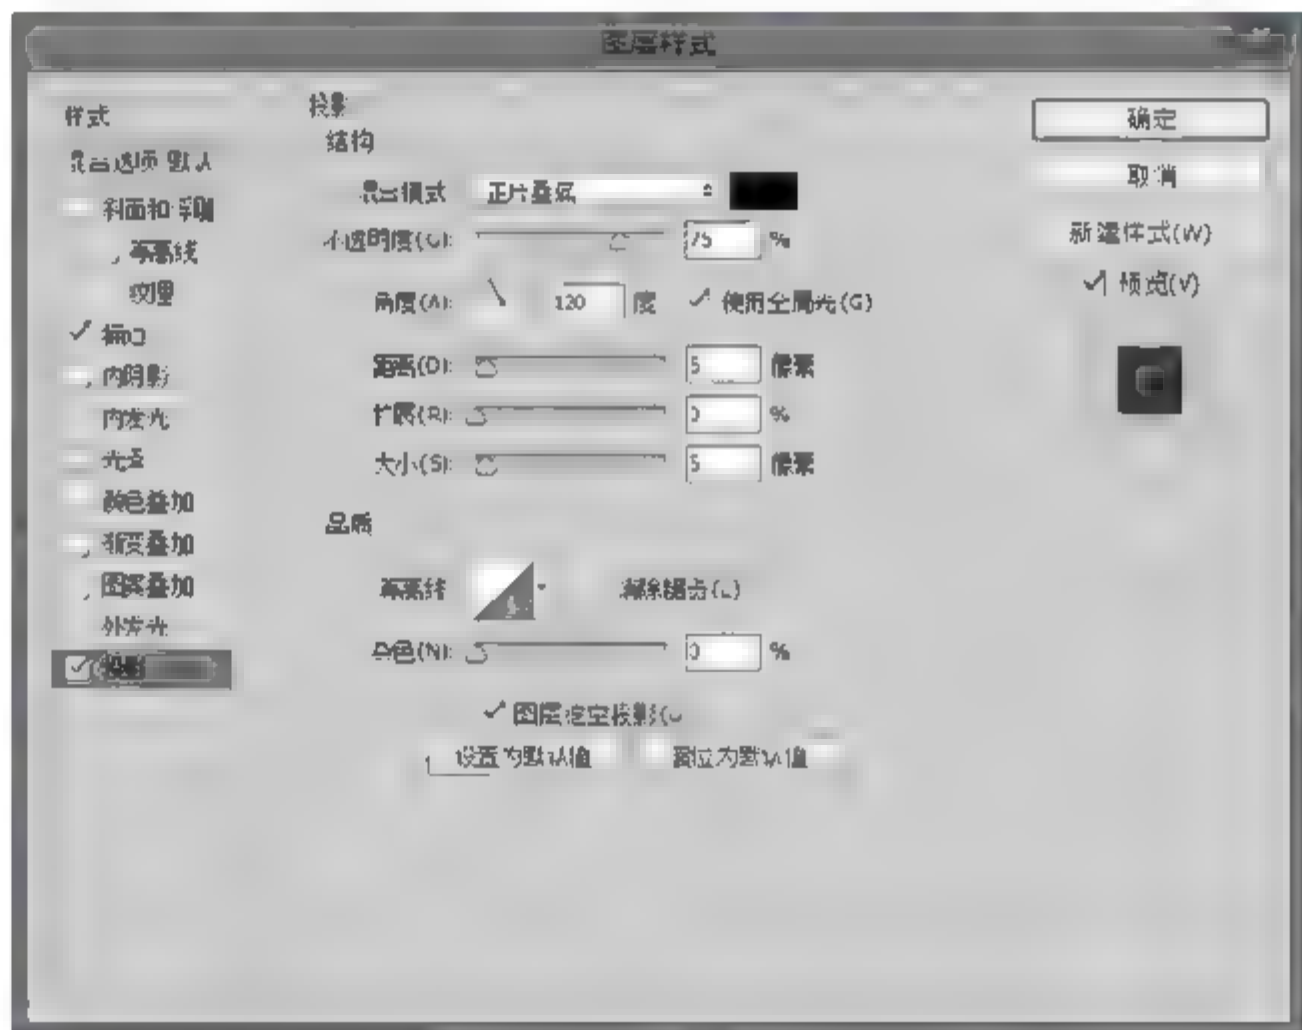 图层样式
样式
混合选项:默认
斜面和浮雕
等高线
纹理
描边
内阴影
内发光
光泽
颜色叠加
渐变叠加
图案叠加
外发光
投影
结构
混合模式 正片叠底
不透明度 75 %
角度(A): 120 度 使用全局光(G)
距离(D): 5 像素
扩展(R): 0 %
大小(S): 5 像素
品质
等高线 消除锯齿(L)
杂色(N): 0 %
图层挖空投影
设置为默认值 复位为默认值
确定
取消
新建样式(W)
预览(V)